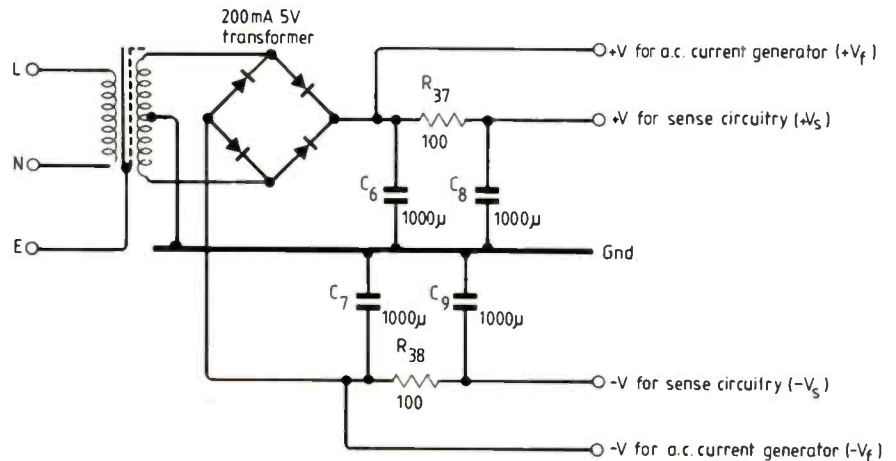 200mA 5V
transformer
L
N
E
+V for a.c. current generator (+Vf)
R37
100
+V for sense circuitry (+Vs)
C6
1000μ
C8
1000μ
Gnd
C7
1000μ
C9
1000μ
R38
100
-V for sense circuitry (-Vs)
-V for a.c. current generator (-Vf)